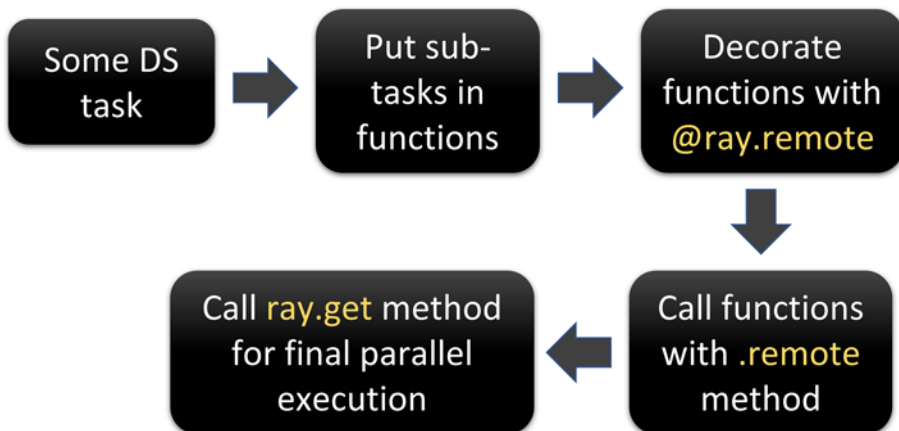 Some DS
task
Put sub-
tasks in
functions
Decorate
functions with
@ray.remote
Call functions
with .remote
method
Call ray.get method
for final parallel
execution